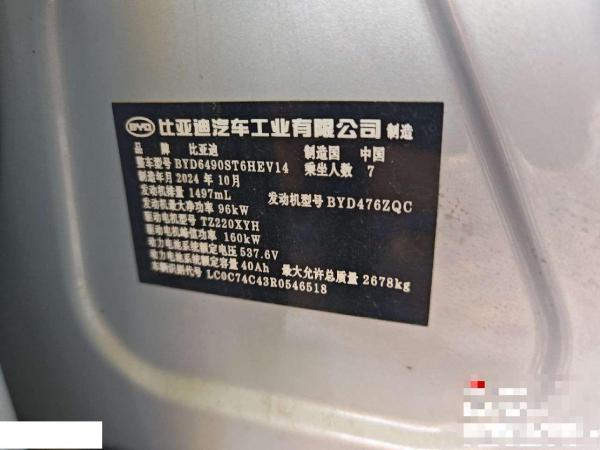 BYD 比亚迪汽车工业有限公司 制造
品 牌 比亚迪 制造国 中国
整车型号 BYD6490ST6HEV14 乘坐人数 7
制造年月 2024 年 10 月
发动机排量 1497mL 发动机型号 BYD476ZQC
发动机最大净功率 96kW
驱动电机型号 TZ220XYH
驱动电机峰值功率 160kW
动力电池系统额定电压 537.6V
动力电池系统额定容量 40Ah 最大允许总质量 2678kg
车辆识别代号 LC0C74C43R0546518